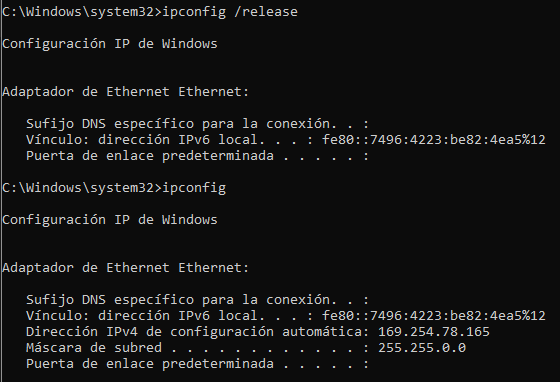 C:\Windows\system32>ipconfig /release
Configuración IP de Windows
Adaptador de Ethernet Ethernet:
Sufijo DNS específico para la conexión. . :
Vínculo: dirección IPv6 local. . . : fe80::7496:4223:be82:4ea5%12
Puerta de enlace predeterminada . . . . . :
C:\Windows\system32>ipconfig
Configuración IP de Windows
Adaptador de Ethernet Ethernet:
Sufijo DNS específico para la conexión. . :
Vínculo: dirección IPv6 local. . . : fe80::7496:4223:be82:4ea5%12
Dirección IPv4 de configuración automática: 169.254.78.165
Máscara de subred . . . . . . . . . . . . : 255.255.0.0
Puerta de enlace predeterminada . . . . . :